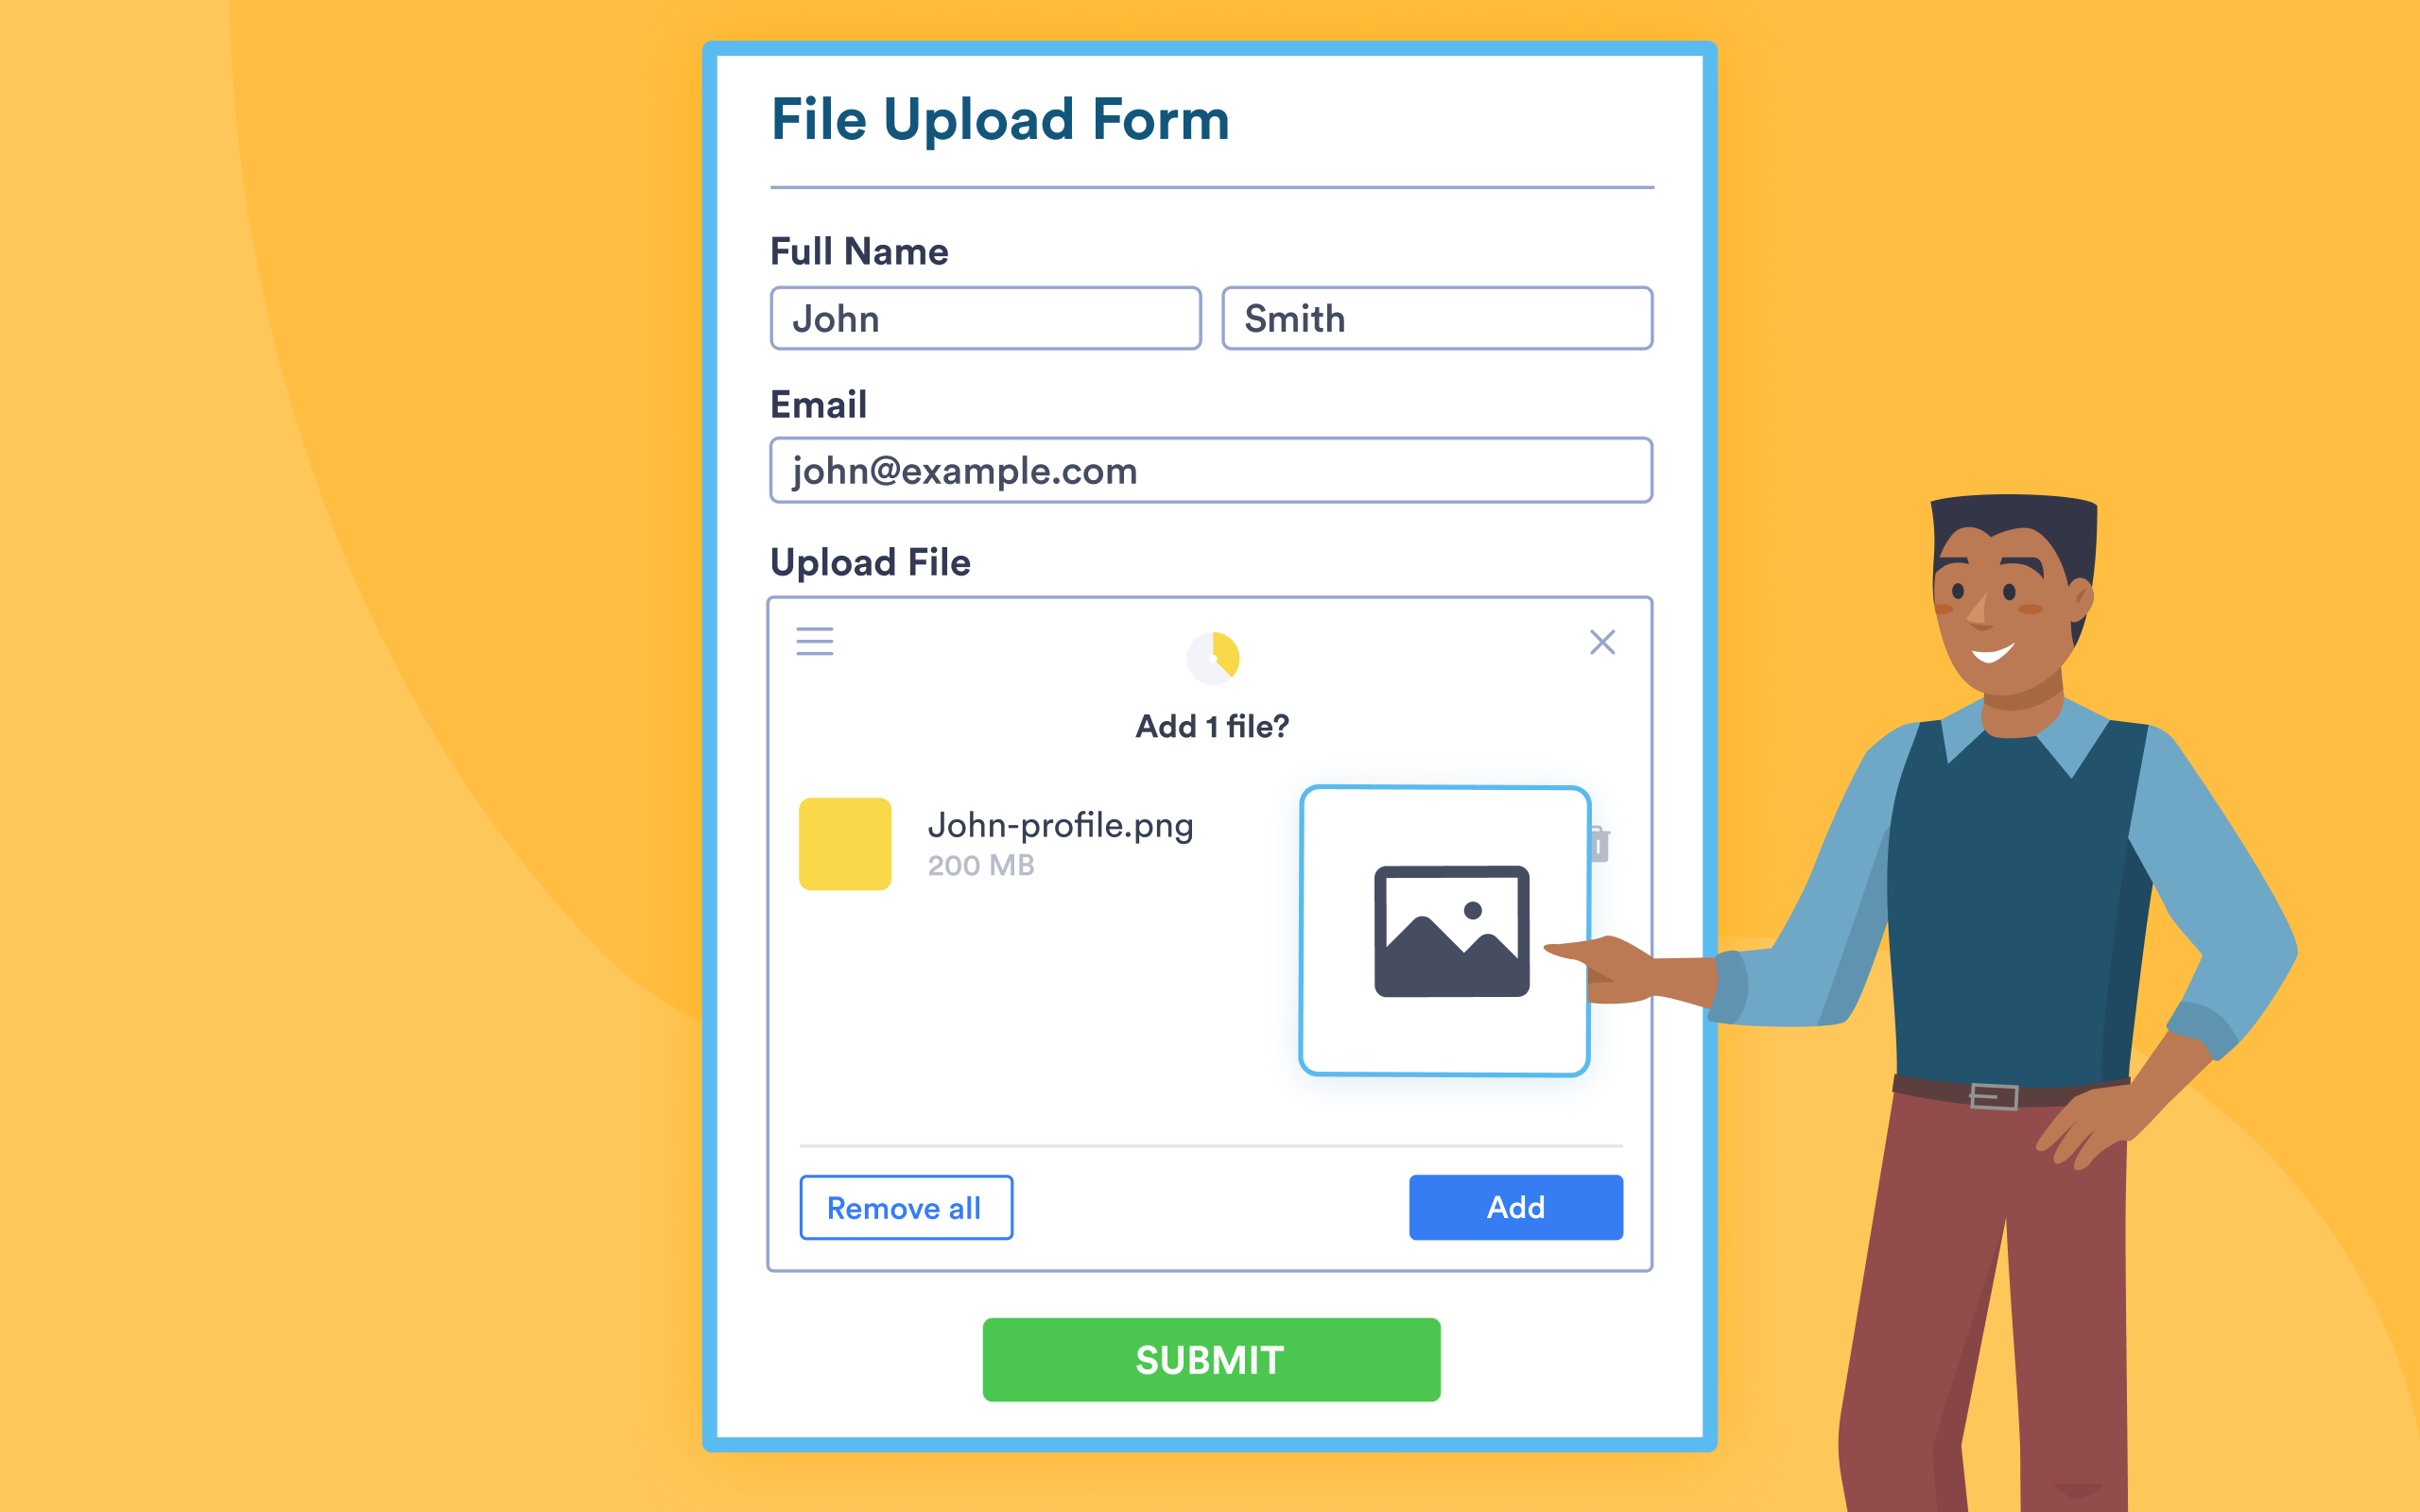 File Upload Form
Full Name
John Smith
Email
john@example.com
Upload File
Add 1 file?
John-profile.png
200 MB
Remove all Add
SUBMIT